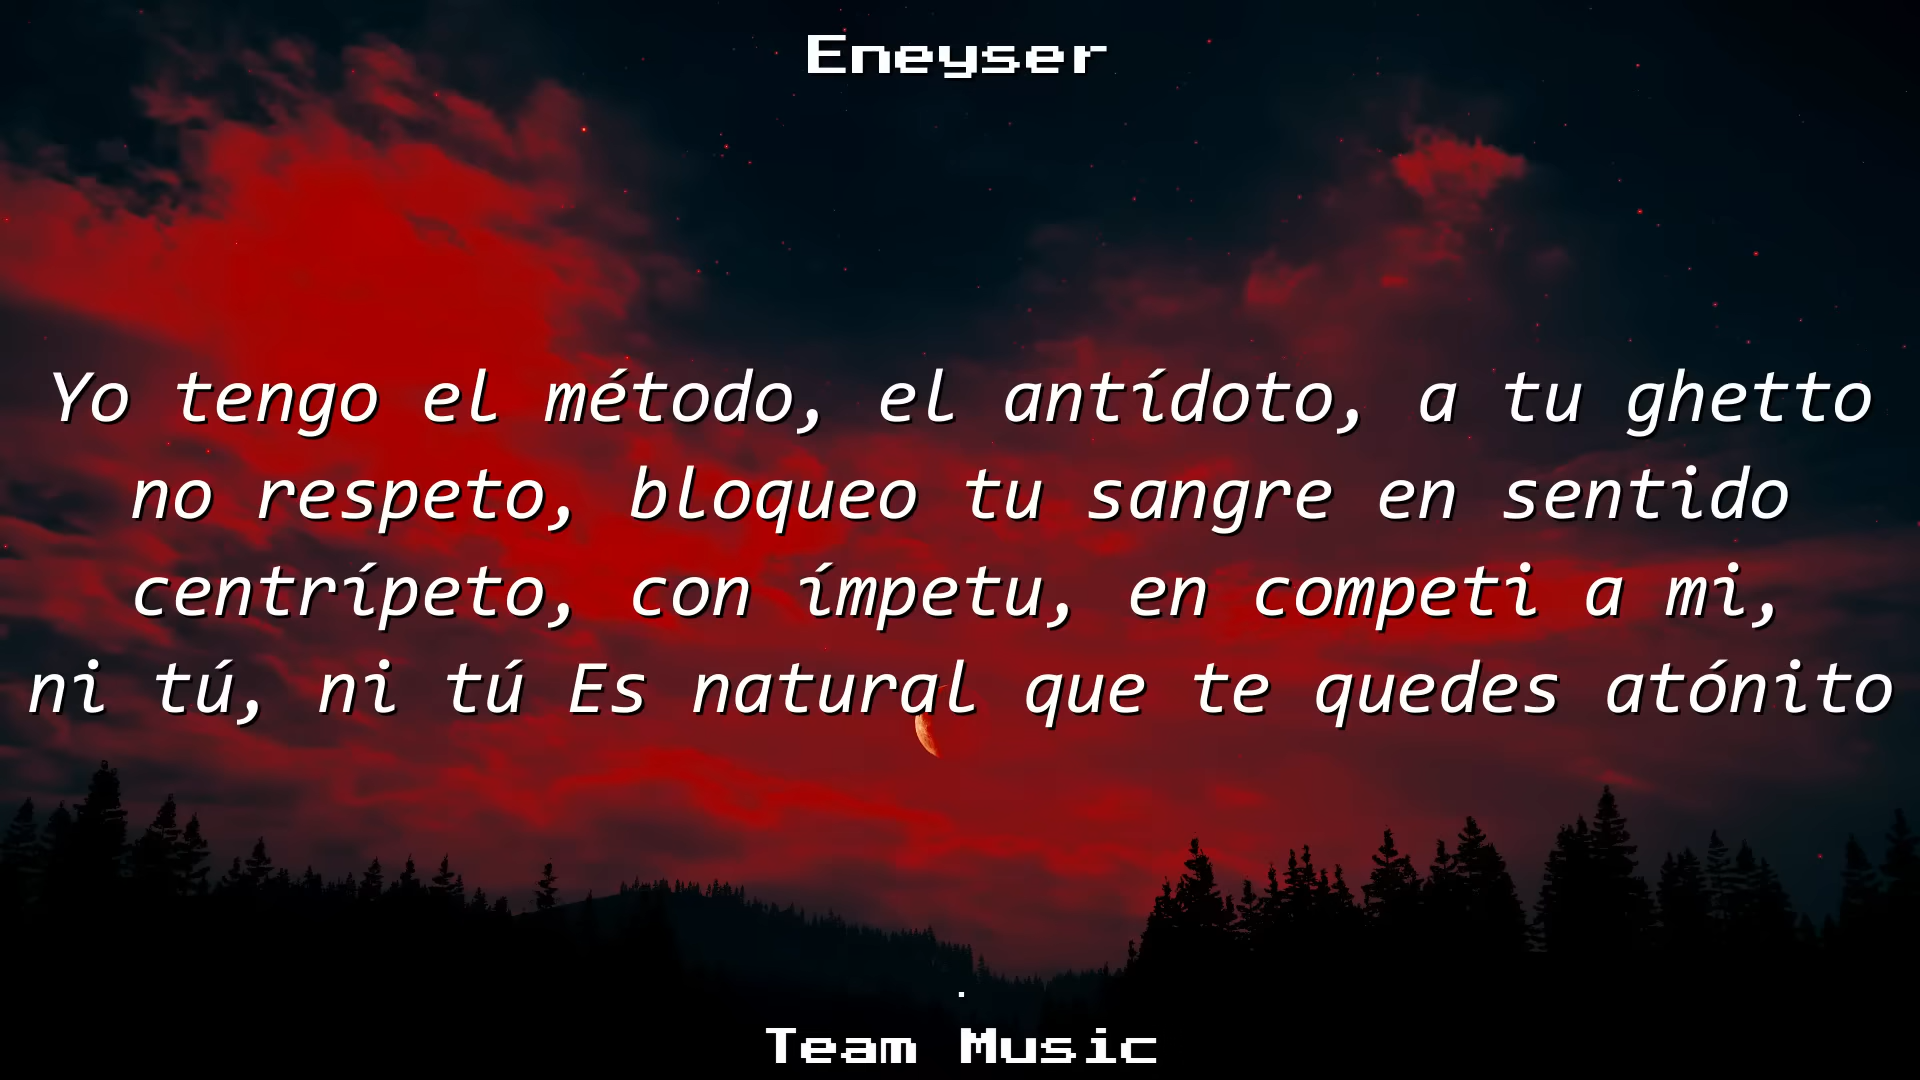 Eneyser
Yo tengo el método, el antídoto, a tu ghetto
no respeto, bloqueo tu sangre en sentido
centrípeto, con ímpetu, en competi a mi,
ni tú, ni tú Es natural que te quedes atónito
.
Team Music